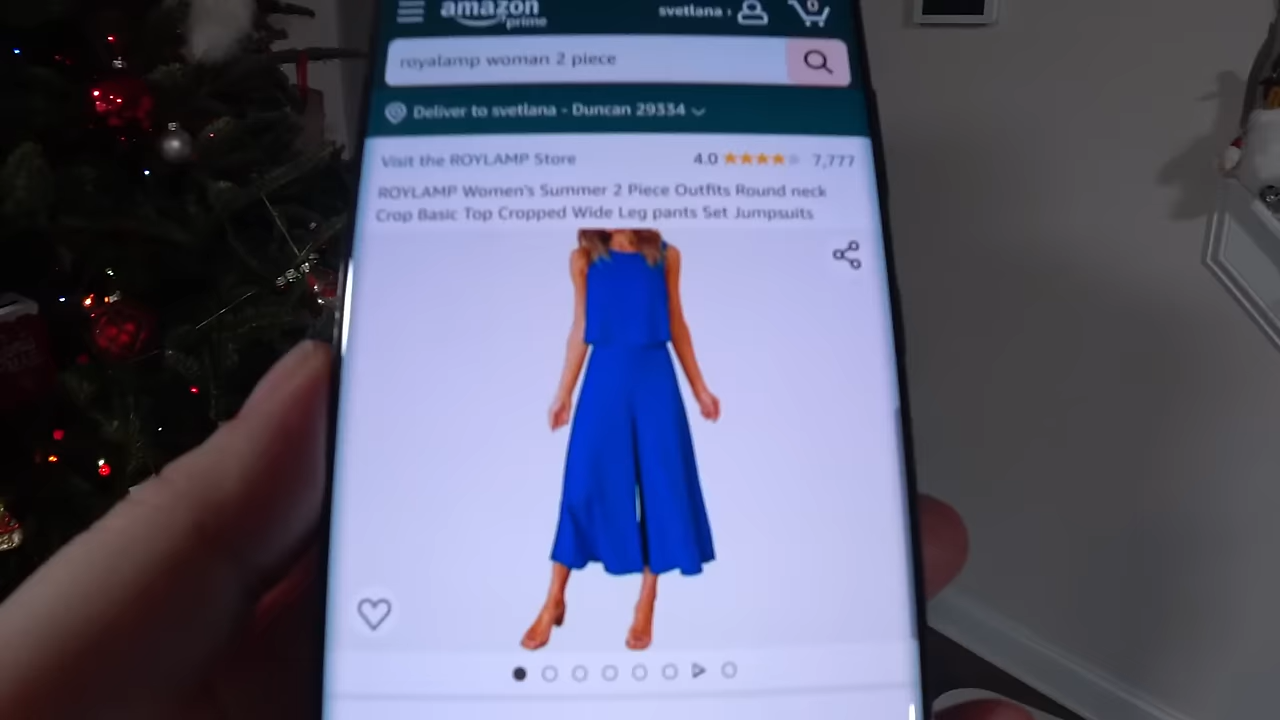 amazon
prime
svetlana ›
0
royalamp woman 2 piece
Deliver to svetlana - Duncan 29334
Visit the ROYLAMP Store
4.0 7,777
ROYLAMP Women's Summer 2 Piece Outfits Round neck
Crop Basic Top Cropped Wide Leg pants Set Jumpsuits